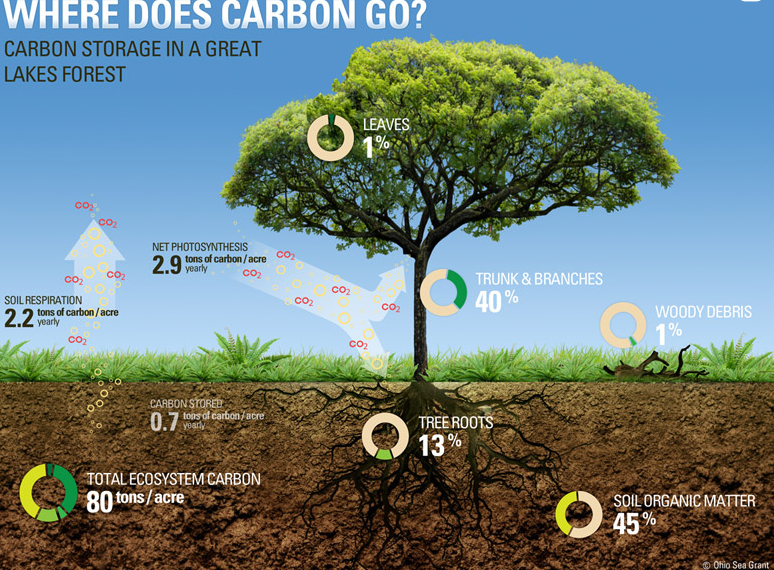 WHERE DOES CARBON GO?
CARBON STORAGE IN A GREAT
LAKES FOREST
LEAVES
1%
CO2
CO2
NET PHOTOSYNTHESIS
2.9 tons of carbon / acre
yearly
CO2
CO2
CO2
CO2
CO2
CO2
CO2
CO2
TRUNK & BRANCHES
40%
SOIL RESPIRATION
2.2 tons of carbon / acre
yearly
WOODY DEBRIS
1%
CO2
CO2
CARBON STORED
0.7 tons of carbon / acre
yearly
TREE ROOTS
13%
TOTAL ECOSYSTEM CARBON
80 tons / acre
SOIL ORGANIC MATTER
45%
© Ohio Sea Grant